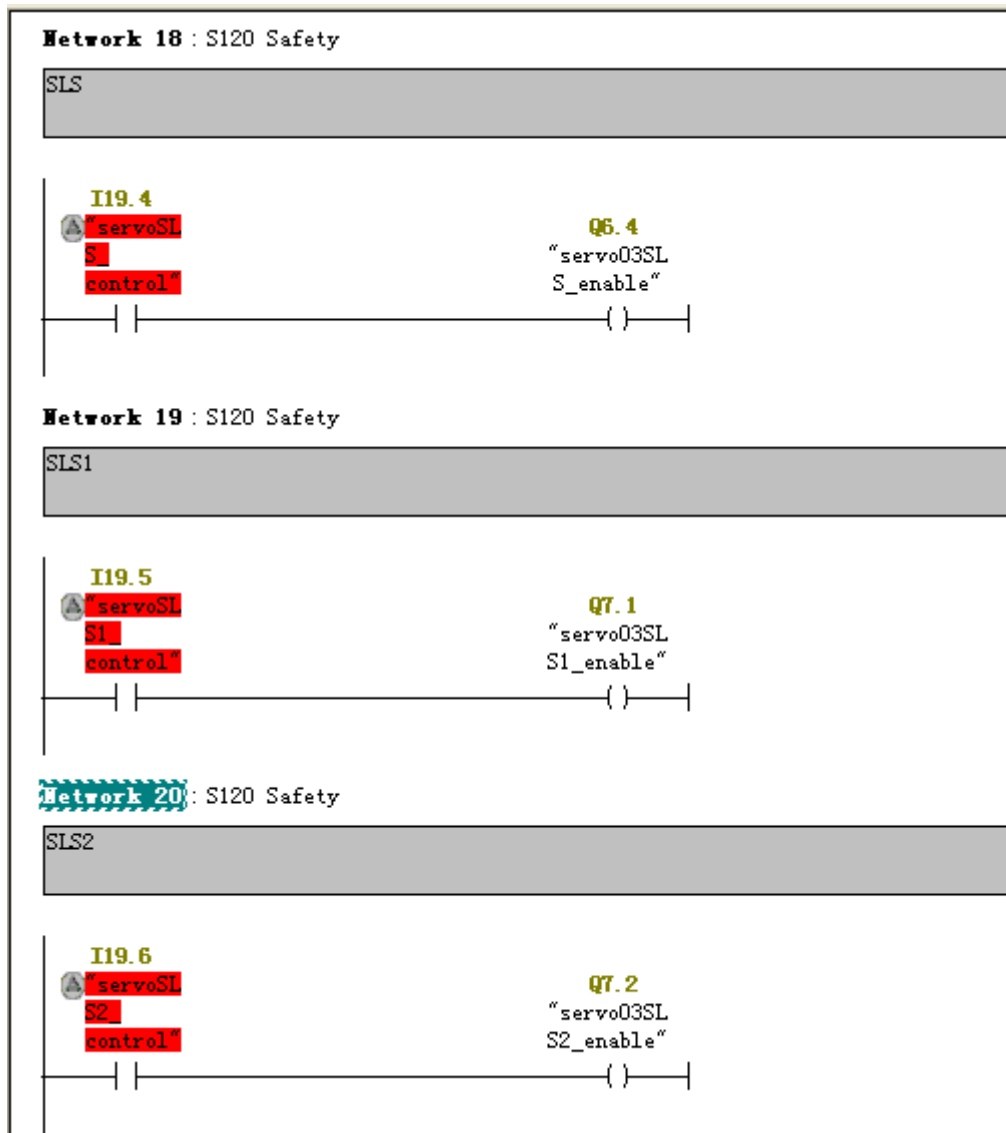 Network 18 : S120 Safety
SLS
I19.4
"servoSL
S_
control"
Q6.4
"servo03SL
S_enable"
Network 19 : S120 Safety
SLS1
I19.5
"servoSL
S1_
control"
Q7.1
"servo03SL
S1_enable"
Network 20 : S120 Safety
SLS2
I19.6
"servoSL
S2_
control"
Q7.2
"servo03SL
S2_enable"